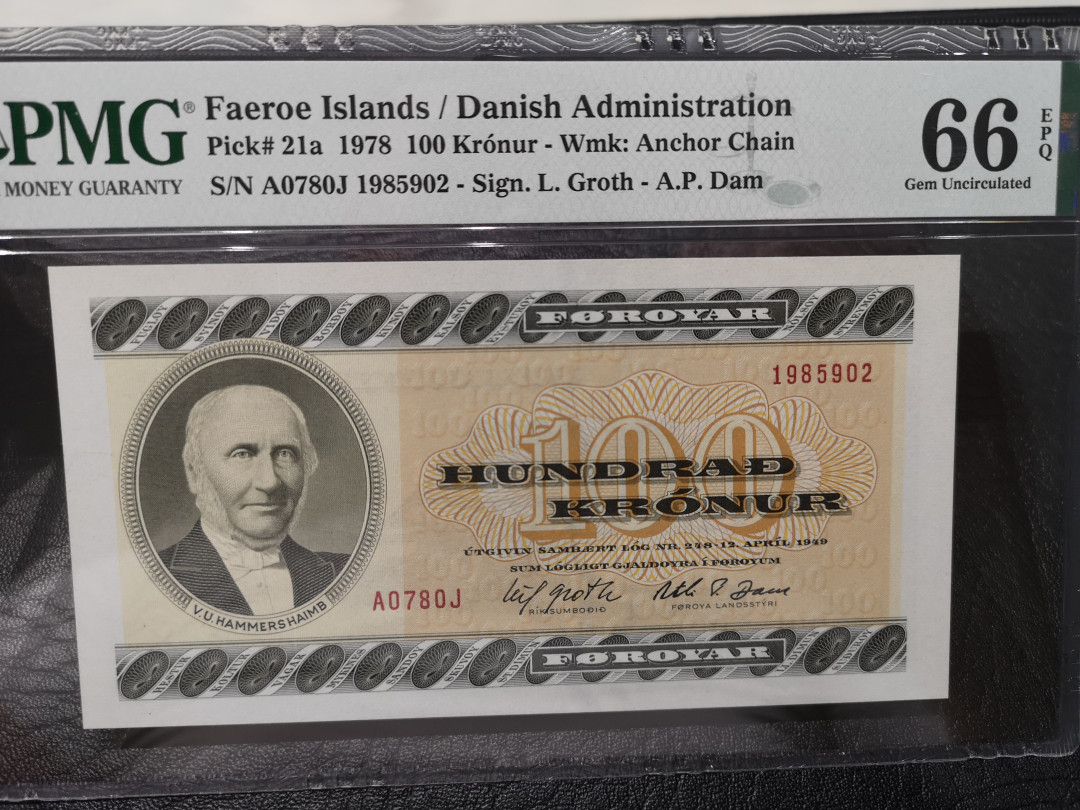 PMG®
MONEY GUARANTY
Faeroe Islands / Danish Administration
Pick# 21a 1978 100 Krónur - Wmk: Anchor Chain
S/N A0780J 1985902 - Sign. L. Groth - A.P. Dam
66
EPQ
Gem Uncirculated
FØROYAR
1985902
100
HUNDRAÐ
KRÓNUR
ÚTGIVIN SAMBÆRT LÓG NR. 248 · 12. APRÍL 1949
SUM LÓGLIGT GJALDOYRA I FØROYUM
A0780J
RÍKISUMBOÐIÐ
FØROYA LANDSSTÝRI
V.U. HAMMERSHAIMB
FØROYAR